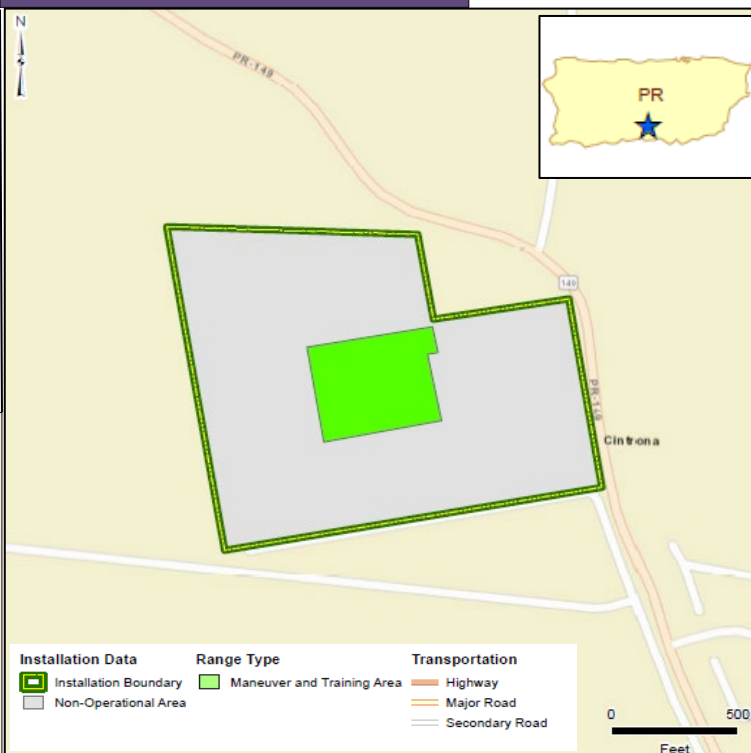 N
PR-149
PR
149
PR-149
Cintrona
Installation Data
Installation Boundary
Non-Operational Area
Range Type
Maneuver and Training Area
Transportation
Highway
Major Road
Secondary Road
0 500
Feet